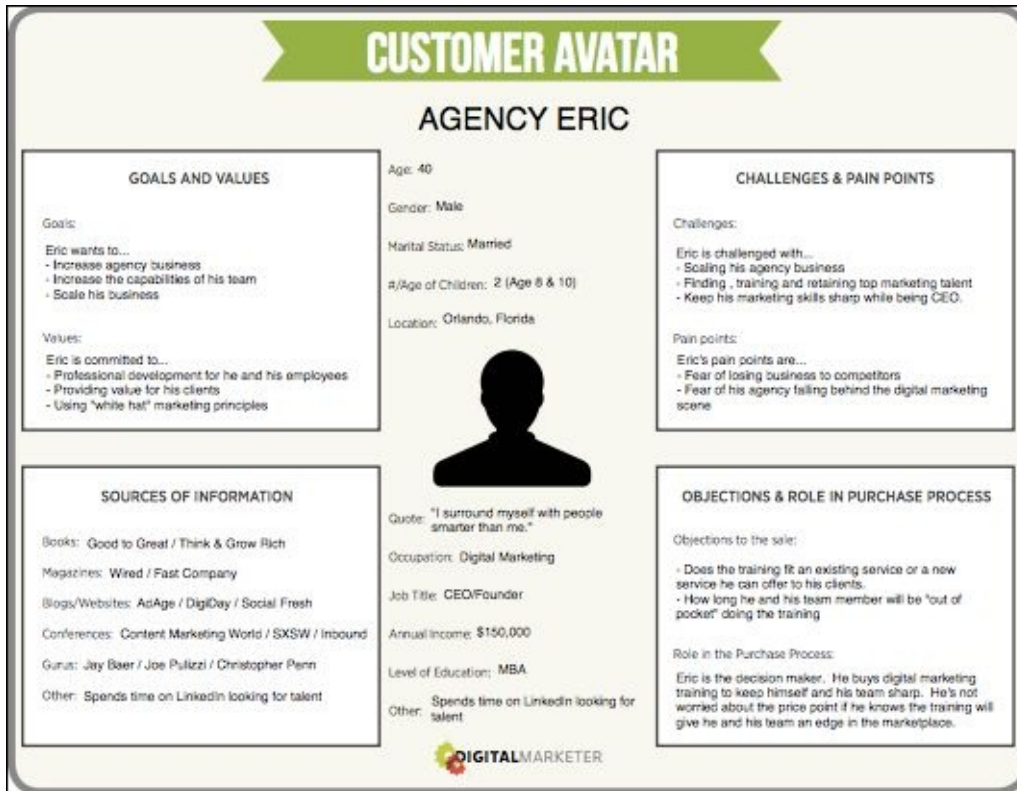 CUSTOMER AVATAR
AGENCY ERIC
GOALS AND VALUES
Goals:
Eric wants to...
- Increase agency business
- Increase the capabilities of his team
- Scale his business
Values:
Eric is committed to...
- Professional development for he and his employees
- Providing value for his clients
- Using "white hat" marketing principles
Age: 40
Gender: Male
Marital Status: Married
#/Age of Children: 2 (Age 8 & 10)
Location: Orlando, Florida
CHALLENGES & PAIN POINTS
Challenges:
Eric is challenged with...
- Scaling his agency business
- Finding , training and retaining top marketing talent
- Keep his marketing skills sharp while being CEO.
Pain points:
Eric's pain points are...
- Fear of losing business to competitors
- Fear of his agency falling behind the digital marketing
scene
SOURCES OF INFORMATION
Books: Good to Great / Think & Grow Rich
Magazines: Wired / Fast Company
Blogs/Websites: AdAge / DigiDay / Social Fresh
Conferences: Content Marketing World / SXSW / Inbound
Gurus: Jay Baer / Joe Pulizzi / Christopher Penn
Other: Spends time on LinkedIn looking for talent
Quote: "I surround myself with people
smarter than me."
Occupation: Digital Marketing
Job Title: CEO/Founder
Annual Income: $150,000
Level of Education: MBA
Other: Spends time on LinkedIn looking for
talent
OBJECTIONS & ROLE IN PURCHASE PROCESS
Objections to the sale:
- Does the training fit an existing service or a new
service he can offer to his clients.
- How long he and his team member will be "out of
pocket" doing the training
Role in the Purchase Process:
Eric is the decision maker. He buys digital marketing
training to keep himself and his team sharp. He's not
worried about the price point if he knows the training will
give he and his team an edge in the marketplace.
DIGITALMARKETER